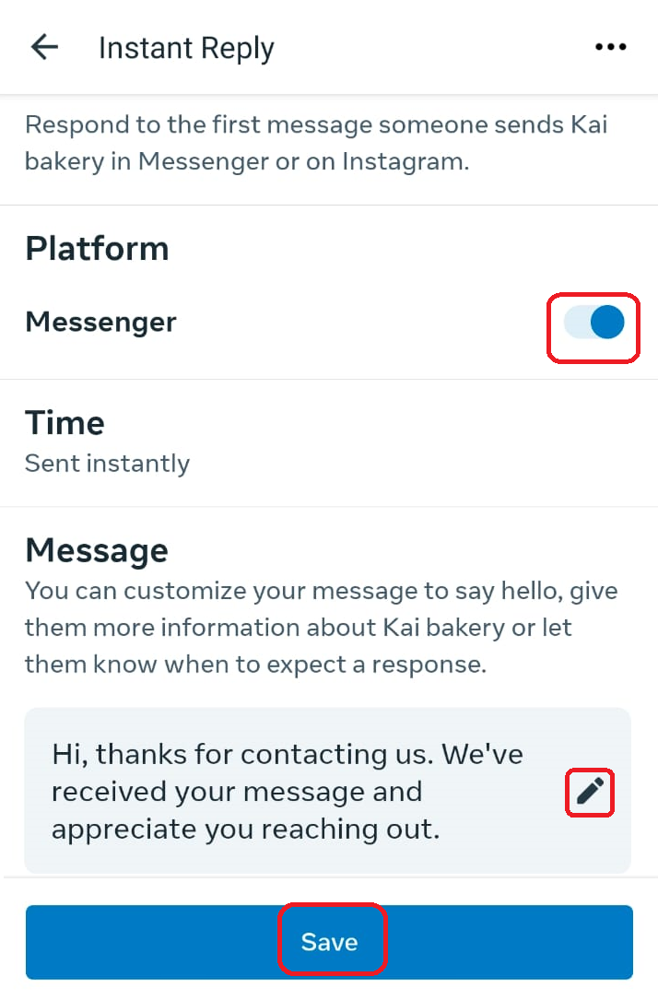 Instant Reply
Respond to the first message someone sends Kai
bakery in Messenger or on Instagram.
Platform
Messenger
Time
Sent instantly
Message
You can customize your message to say hello, give
them more information about Kai bakery or let
them know when to expect a response.
Hi, thanks for contacting us. We've
received your message and
appreciate you reaching out.
Save